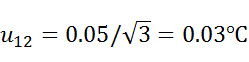 u₁₂ = 0.05/√3 = 0.03°C